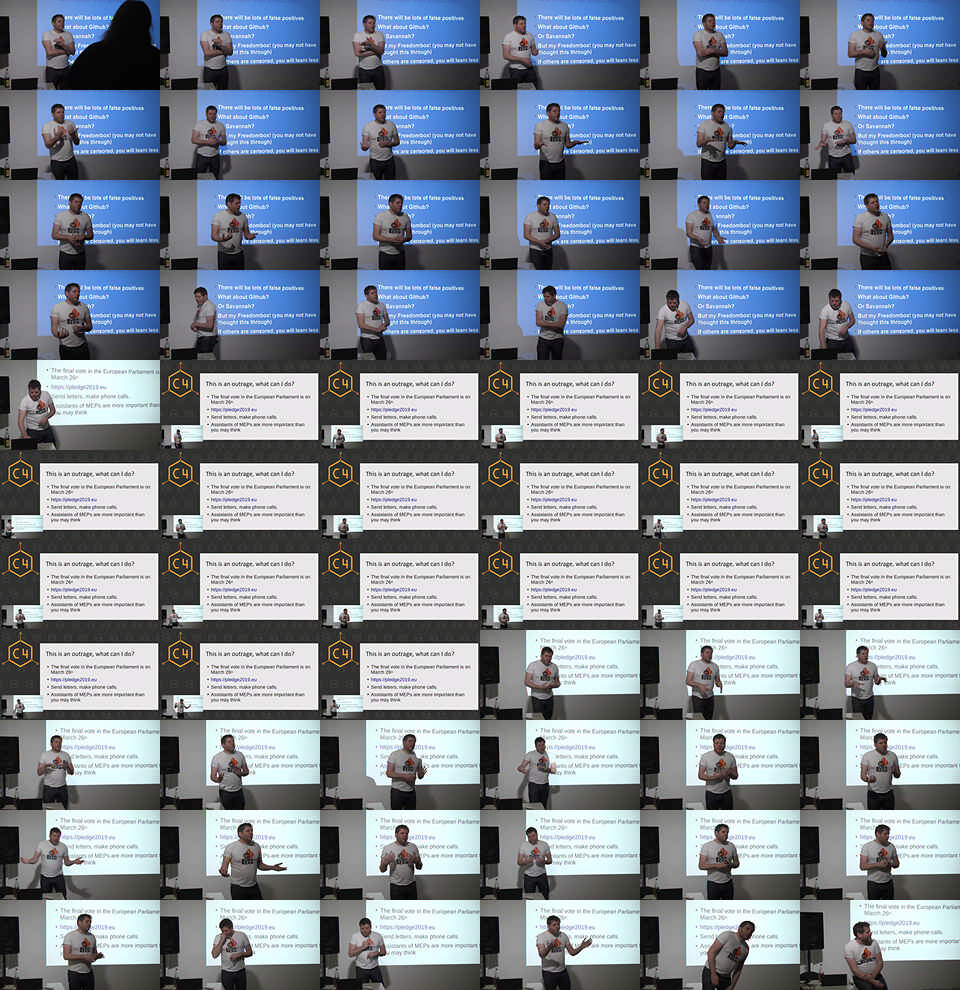 There will be lots of false positives
What about Github?
Or Savannah?
But my Freedombox! (you may not have
Thought this through)
If others are censored, you will learn less
C4
This is an outrage, what can I do?
The final vote in the European Parliament is on
March 26th
https://pledge2019.eu
Send letters, make phone calls.
Assistants of MEPs are more important than
you may think